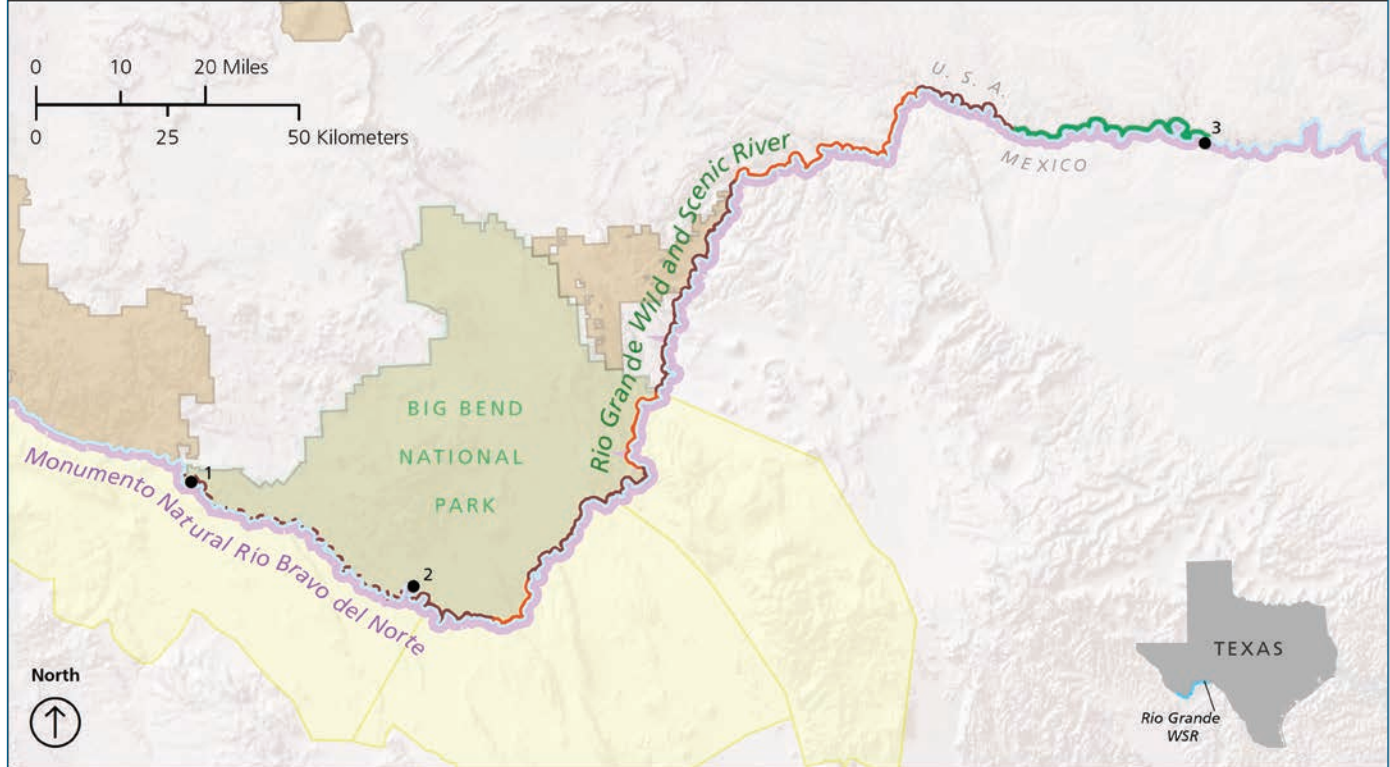 0 10 20 Miles
0 25 50 Kilometers
U. S. A.
MEXICO
3
Rio Grande Wild and Scenic River
BIG BEND
NATIONAL
PARK
1
2
Monumento Natural Río Bravo del Norte
North
TEXAS
Rio Grande
WSR